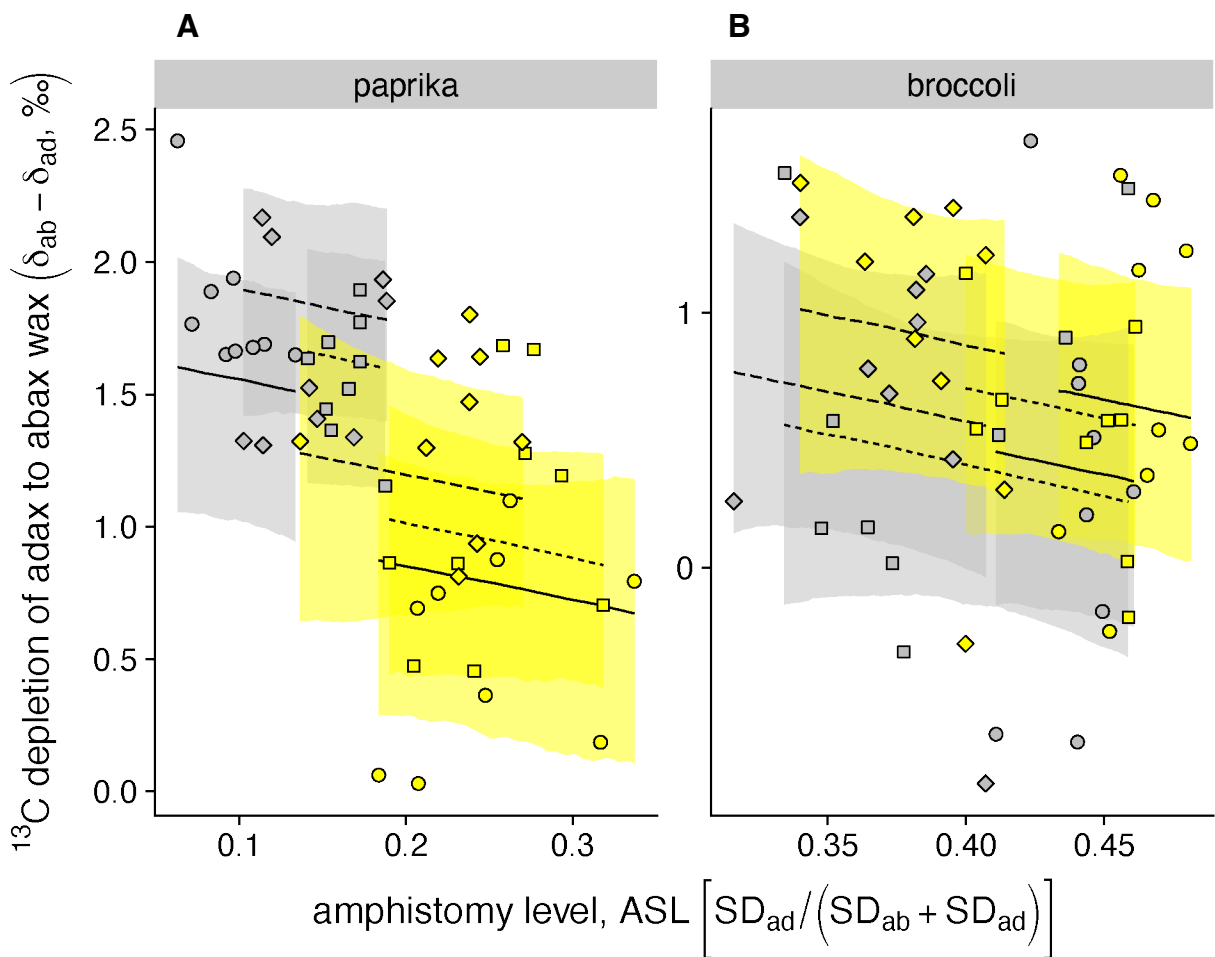 A B
paprika broccoli
¹³C depletion of adax to abax wax (δab − δad, ‰)
2.5
2.0
1.5
1.0
0.5
0.0
1
0
0.1 0.2 0.3 0.35 0.40 0.45
amphistomy level, ASL [SDad/(SDab + SDad)]